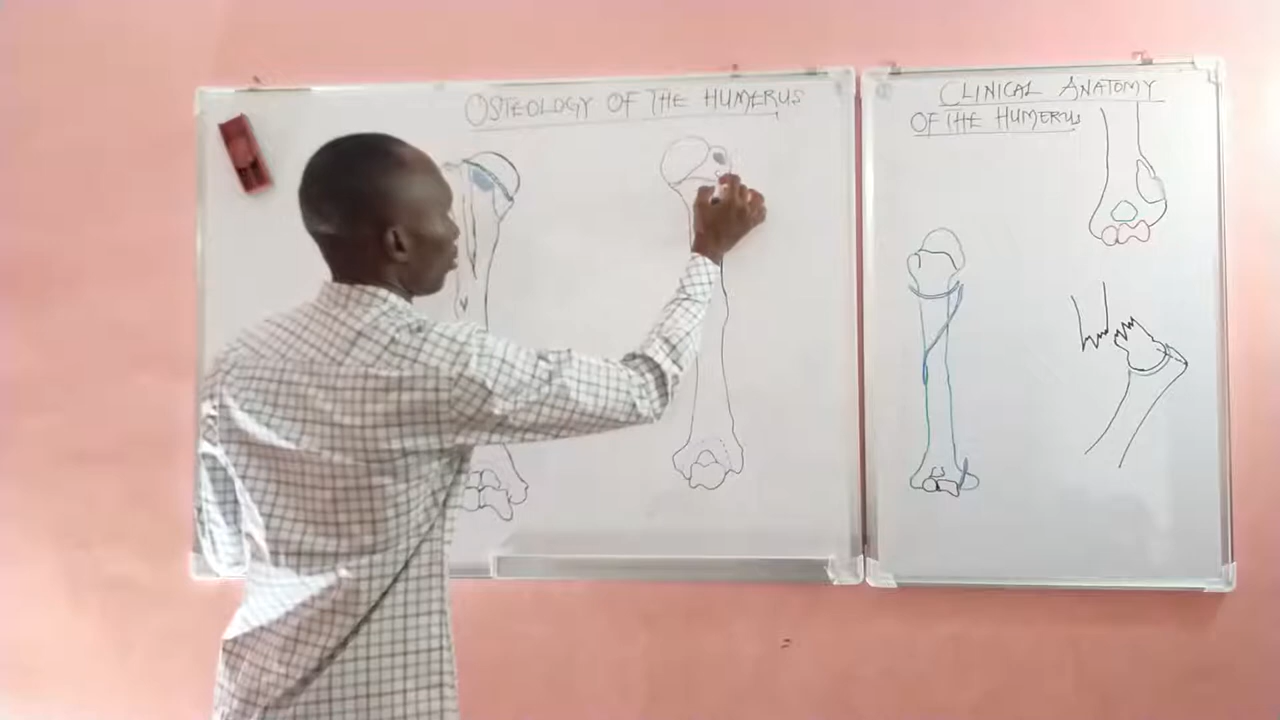 OSTEOLOGY OF THE HUMERUS
CLINICAL ANATOMY
OF THE HUMERUS